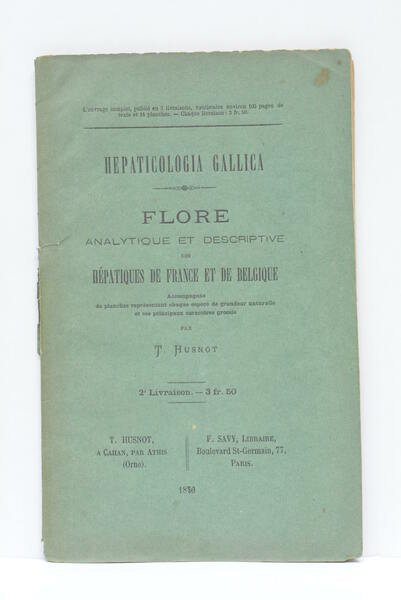 L'ouvrage complet, publié en 3 livraisons, contiendra environ 100 pages de
texte et 14 planches. — Chaque livraison : 3 fr. 50.
HEPATICOLOGIA GALLICA
FLORE
ANALYTIQUE ET DESCRIPTIVE
DES
HÉPATIQUES DE FRANCE ET DE BELGIQUE
Accompagnée
de planches représentant chaque espèce de grandeur naturelle
et ses principaux caractères grossis
PAR
T. HUSNOT
2e Livraison. — 3 fr. 50
T. HUSNOT,
A CAHAN, PAR ATHIS
(Orne).
F. SAVY, LIBRAIRE,
Boulevard St-Germain, 77,
PARIS.